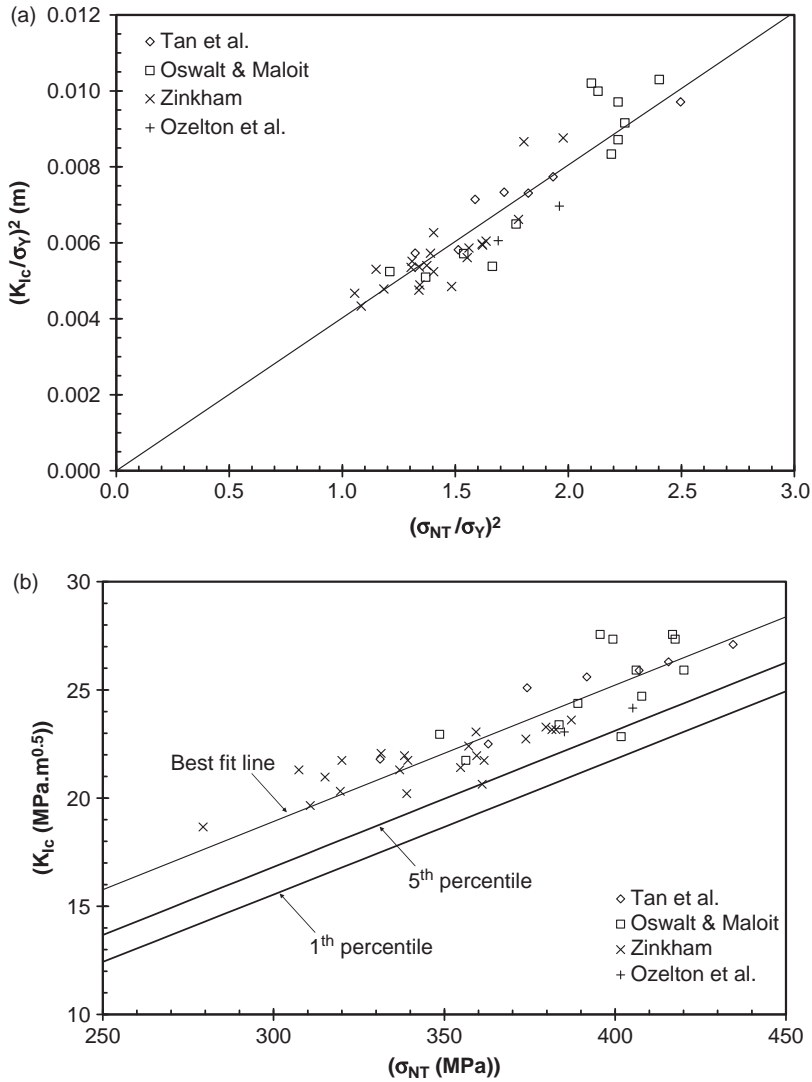 (a)
0.012
0.010
0.008
0.006
0.004
0.002
0.000
(K_Ic/σ_Y)² (m)
Tan et al.
Oswalt & Maloit
Zinkham
Ozelton et al.
0.0 0.5 1.0 1.5 2.0 2.5 3.0
(σ_NT/σ_Y)²
(b)
30
25
20
15
10
(K_Ic (MPa.m^0.5))
Best fit line
5th percentile
1th percentile
Tan et al.
Oswalt & Maloit
Zinkham
Ozelton et al.
250 300 350 400 450
(σ_NT (MPa))